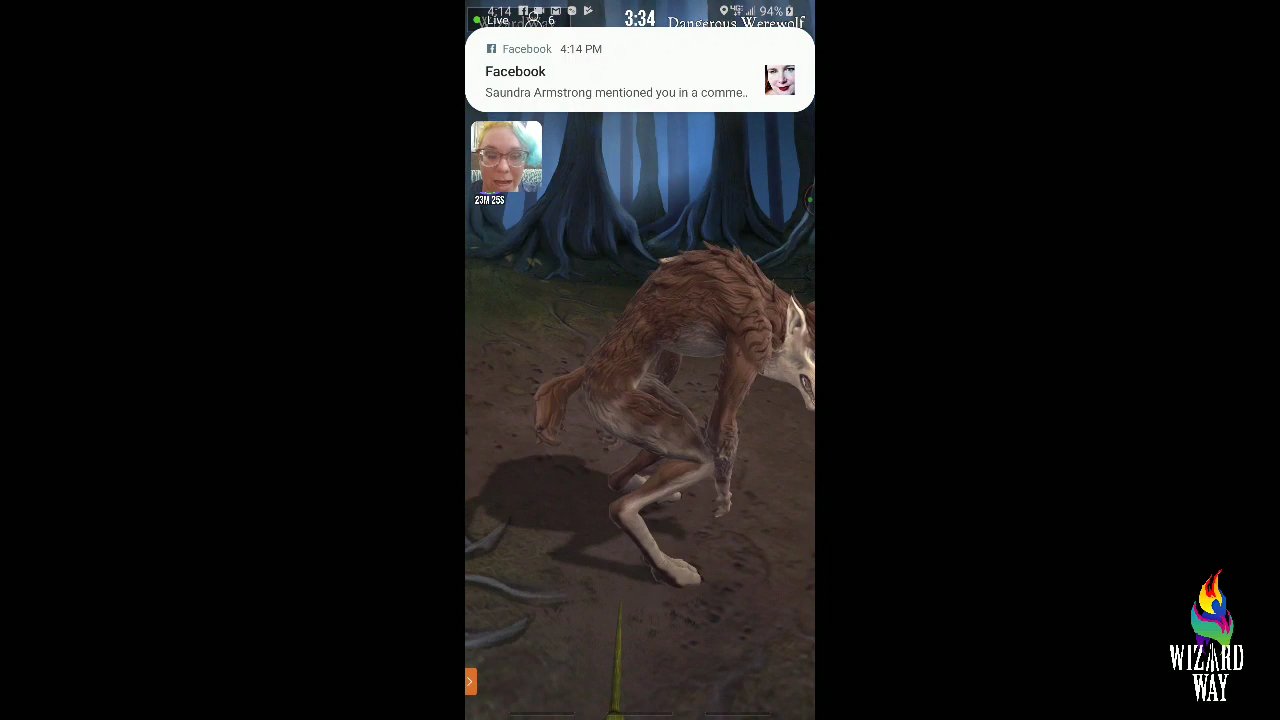 4:14
94%
Live
6
3:34
Dangerous Werewolf
Facebook 4:14 PM
Facebook
Saundra Armstrong mentioned you in a comme..
23M 25S
WIZARD
WAY